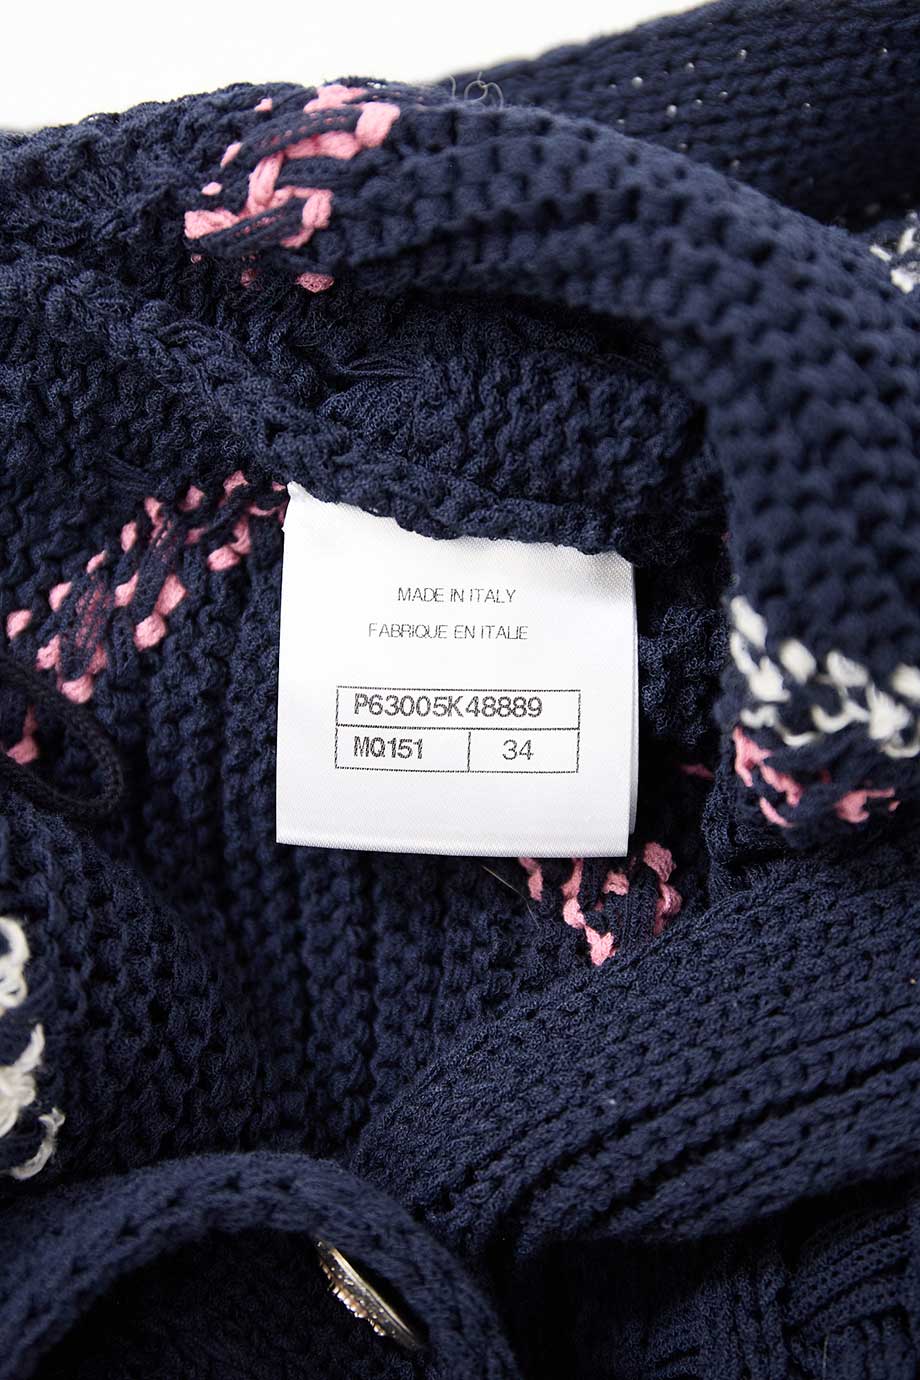 MADE IN ITALY
FABRIQUE EN ITALIE
P63005K48889
MQ151 34